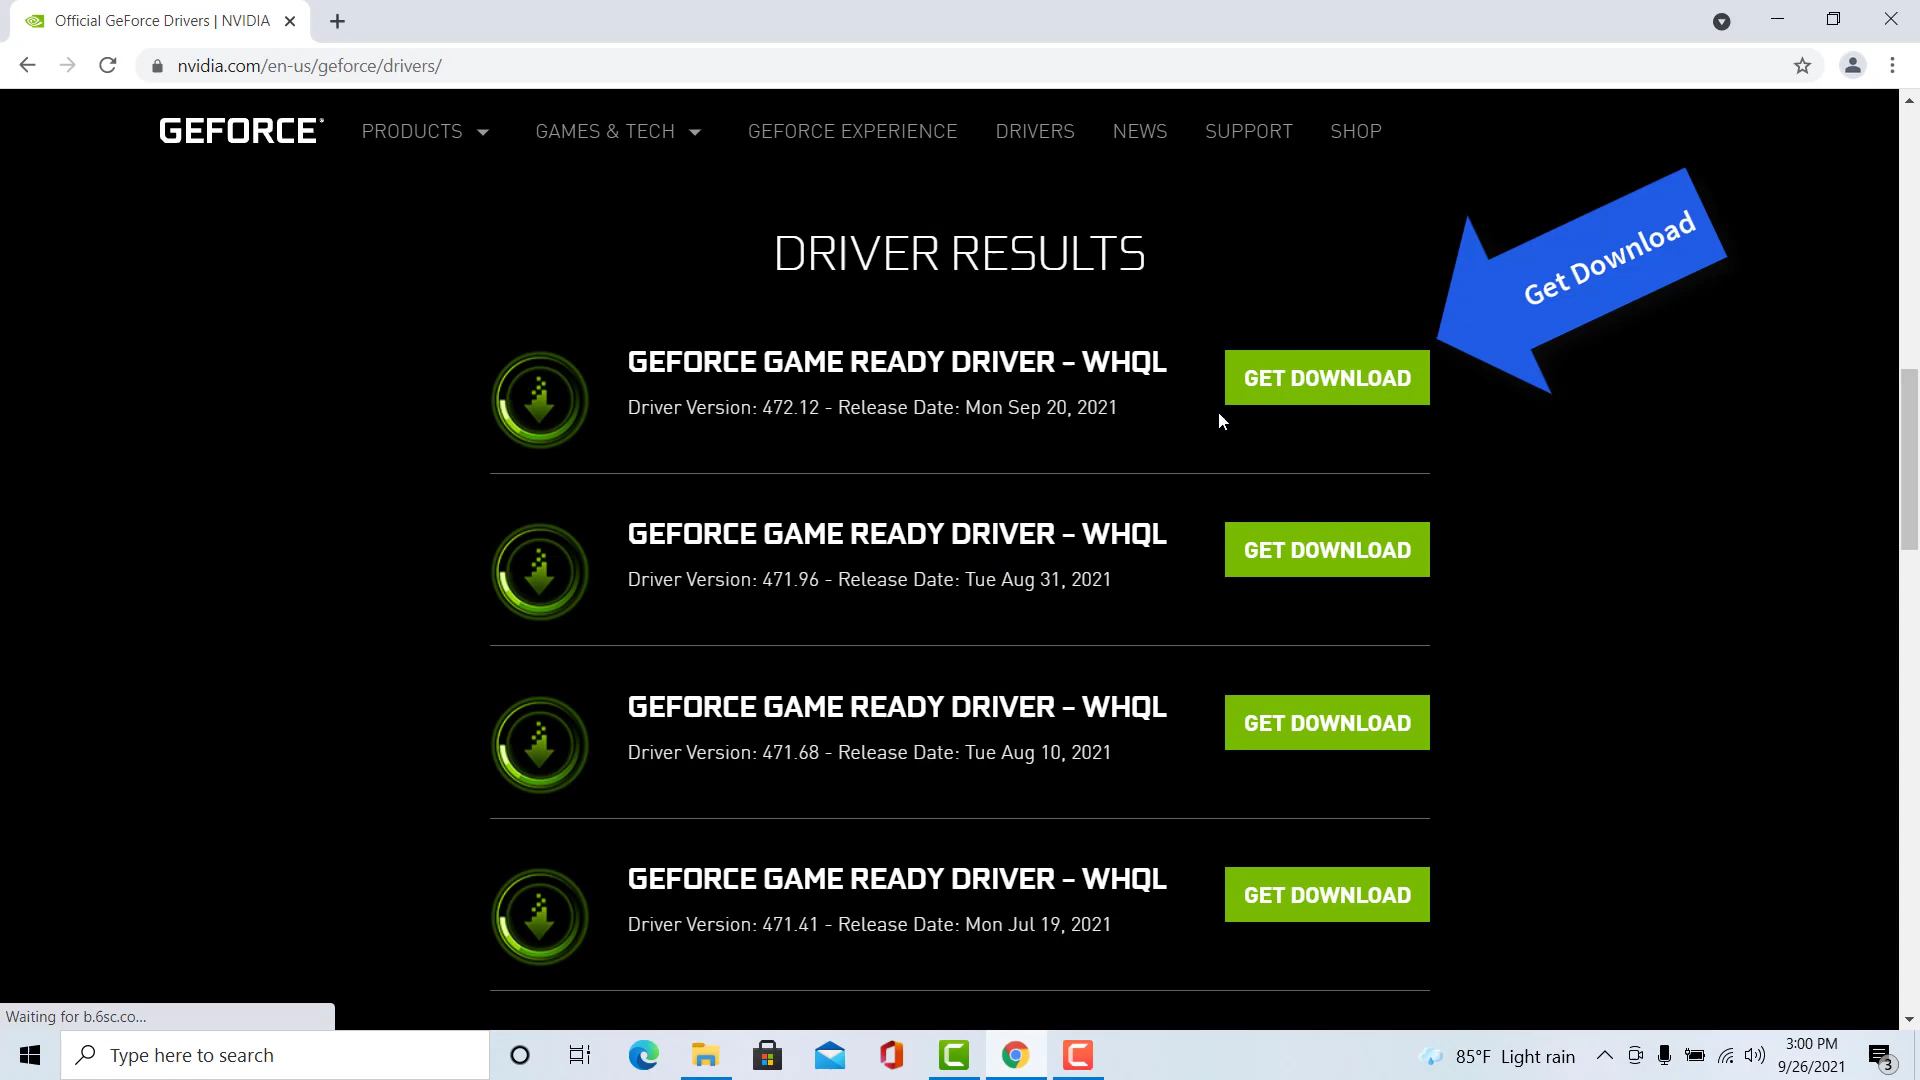 Official GeForce Drivers | NVIDIA
nvidia.com/en-us/geforce/drivers/
GEFORCE PRODUCTS GAMES & TECH GEFORCE EXPERIENCE DRIVERS NEWS SUPPORT SHOP
Get Download
DRIVER RESULTS
GEFORCE GAME READY DRIVER - WHQL
GET DOWNLOAD
Driver Version: 472.12 - Release Date: Mon Sep 20, 2021
GEFORCE GAME READY DRIVER - WHQL
GET DOWNLOAD
Driver Version: 471.96 - Release Date: Tue Aug 31, 2021
GEFORCE GAME READY DRIVER - WHQL
GET DOWNLOAD
Driver Version: 471.68 - Release Date: Tue Aug 10, 2021
GEFORCE GAME READY DRIVER - WHQL
GET DOWNLOAD
Driver Version: 471.41 - Release Date: Mon Jul 19, 2021
Waiting for b.6sc.co...
Type here to search
85°F Light rain
3:00 PM
9/26/2021
3